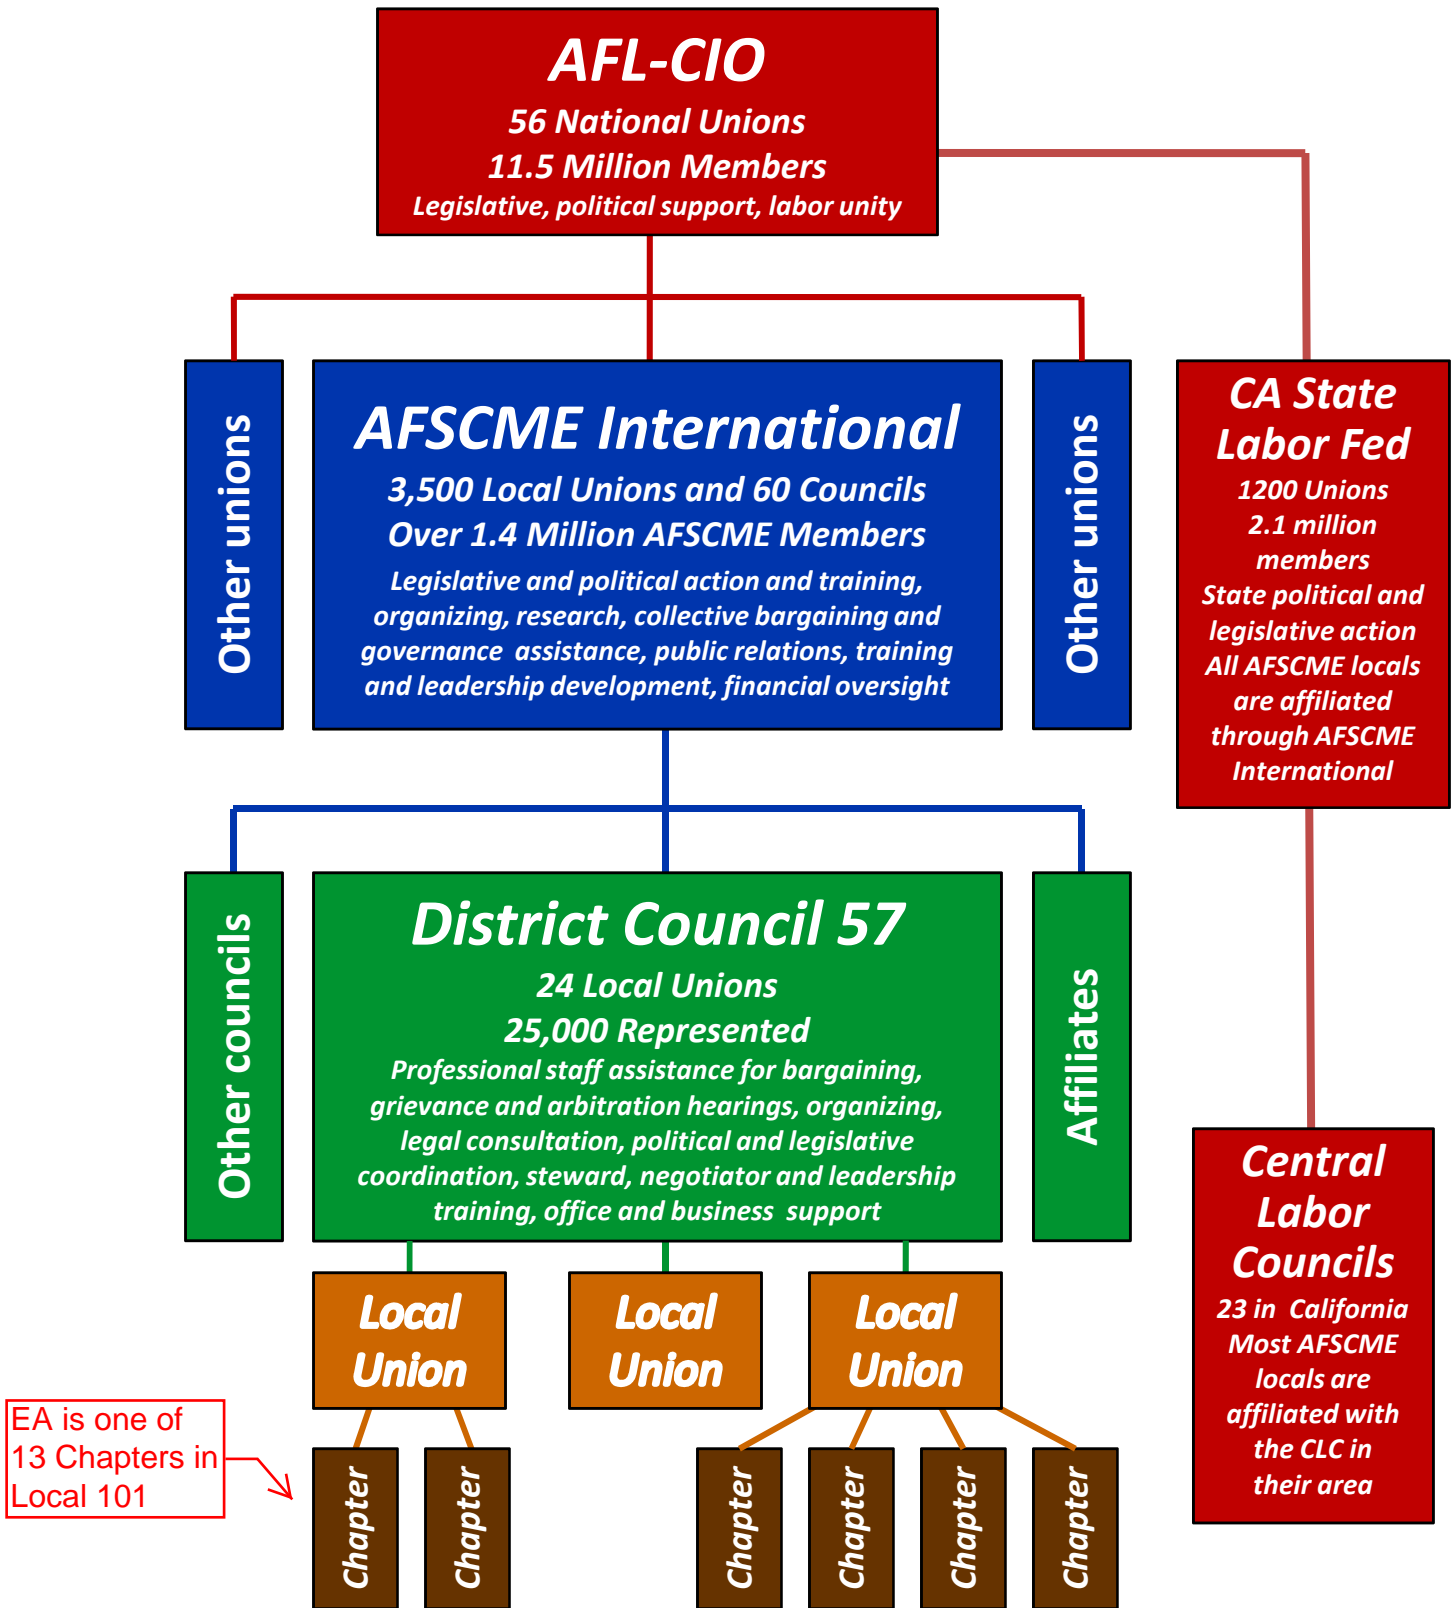 AFL-CIO
56 National Unions
11.5 Million Members
Legislative, political support, labor unity
Other unions
AFSCME International
3,500 Local Unions and 60 Councils
Over 1.4 Million AFSCME Members
Legislative and political action and training,
organizing, research, collective bargaining and
governance assistance, public relations, training
and leadership development, financial oversight
Other unions
CA State
Labor Fed
1200 Unions
2.1 million
members
State political and
legislative action
All AFSCME locals
are affiliated
through AFSCME
International
Other councils
District Council 57
24 Local Unions
25,000 Represented
Professional staff assistance for bargaining,
grievance and arbitration hearings, organizing,
legal consultation, political and legislative
coordination, steward, negotiator and leadership
training, office and business support
Affiliates
Central
Labor
Councils
23 in California
Most AFSCME
locals are
affiliated with
the CLC in
their area
Local
Union
Local
Union
Local
Union
EA is one of
13 Chapters in
Local 101
Chapter
Chapter
Chapter
Chapter
Chapter
Chapter